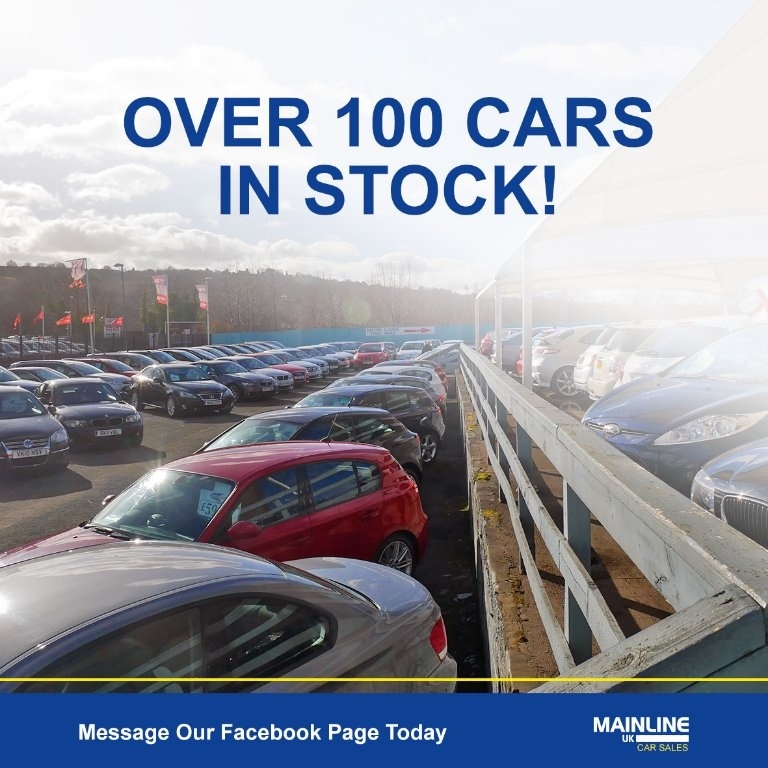 OVER 100 CARS
IN STOCK!
Message Our Facebook Page Today
MAINLINE
UK
CAR SALES